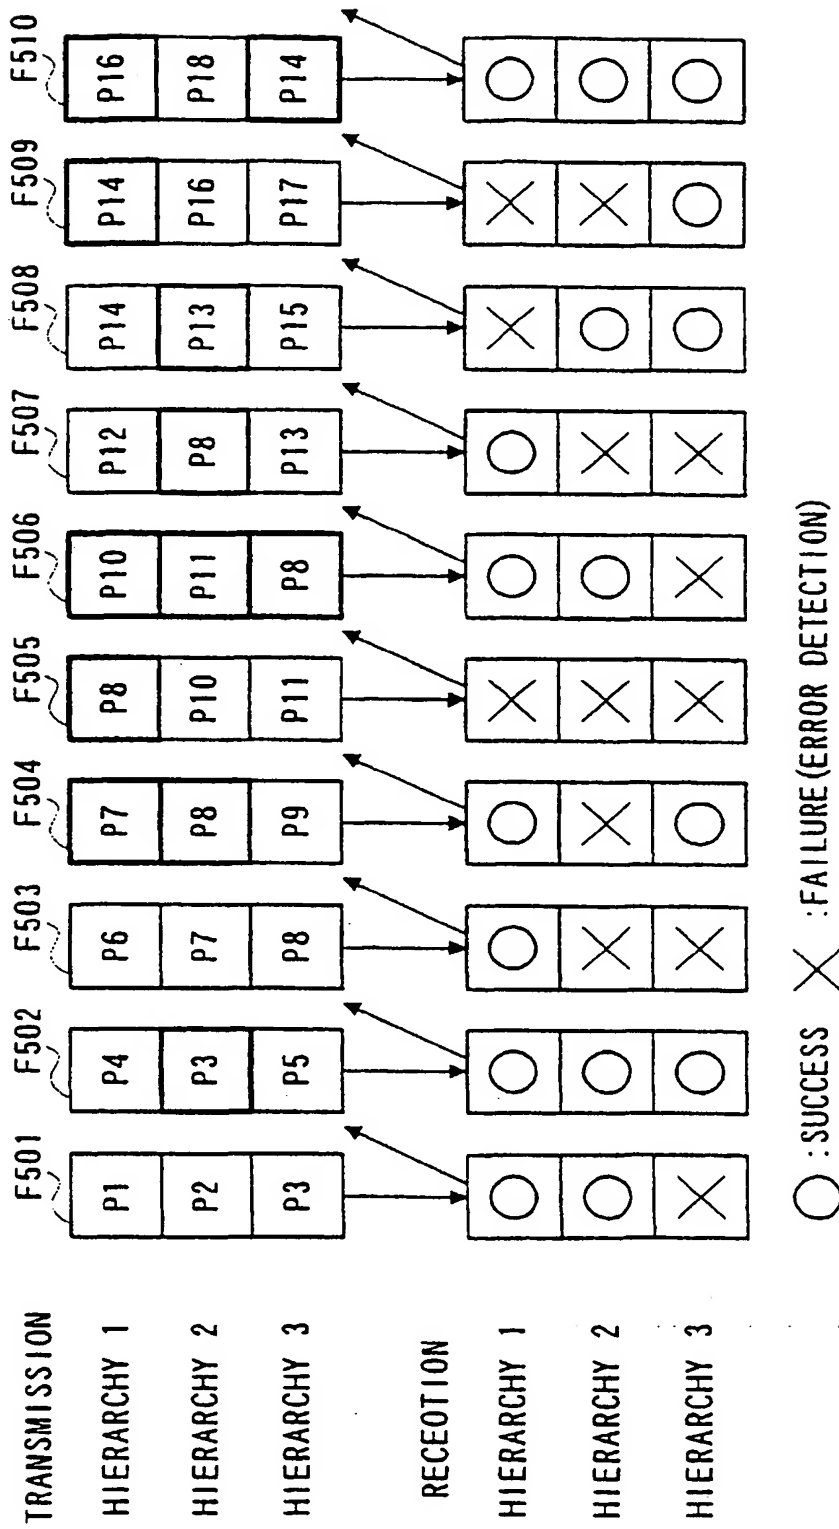 F501 F502 F503 F504 F505 F506 F507 F508 F509 F510
TRANSMISSION
HIERARCHY 1 P1 P4 P6 P7 P8 P10 P12 P14 P14 P16
HIERARCHY 2 P2 P3 P7 P8 P10 P11 P8 P13 P16 P18
HIERARCHY 3 P3 P5 P8 P9 P11 P8 P13 P15 P17 P14
RECEOTION
HIERARCHY 1
HIERARCHY 2
HIERARCHY 3
:SUCCESS :FAILURE(ERROR DETECTION)